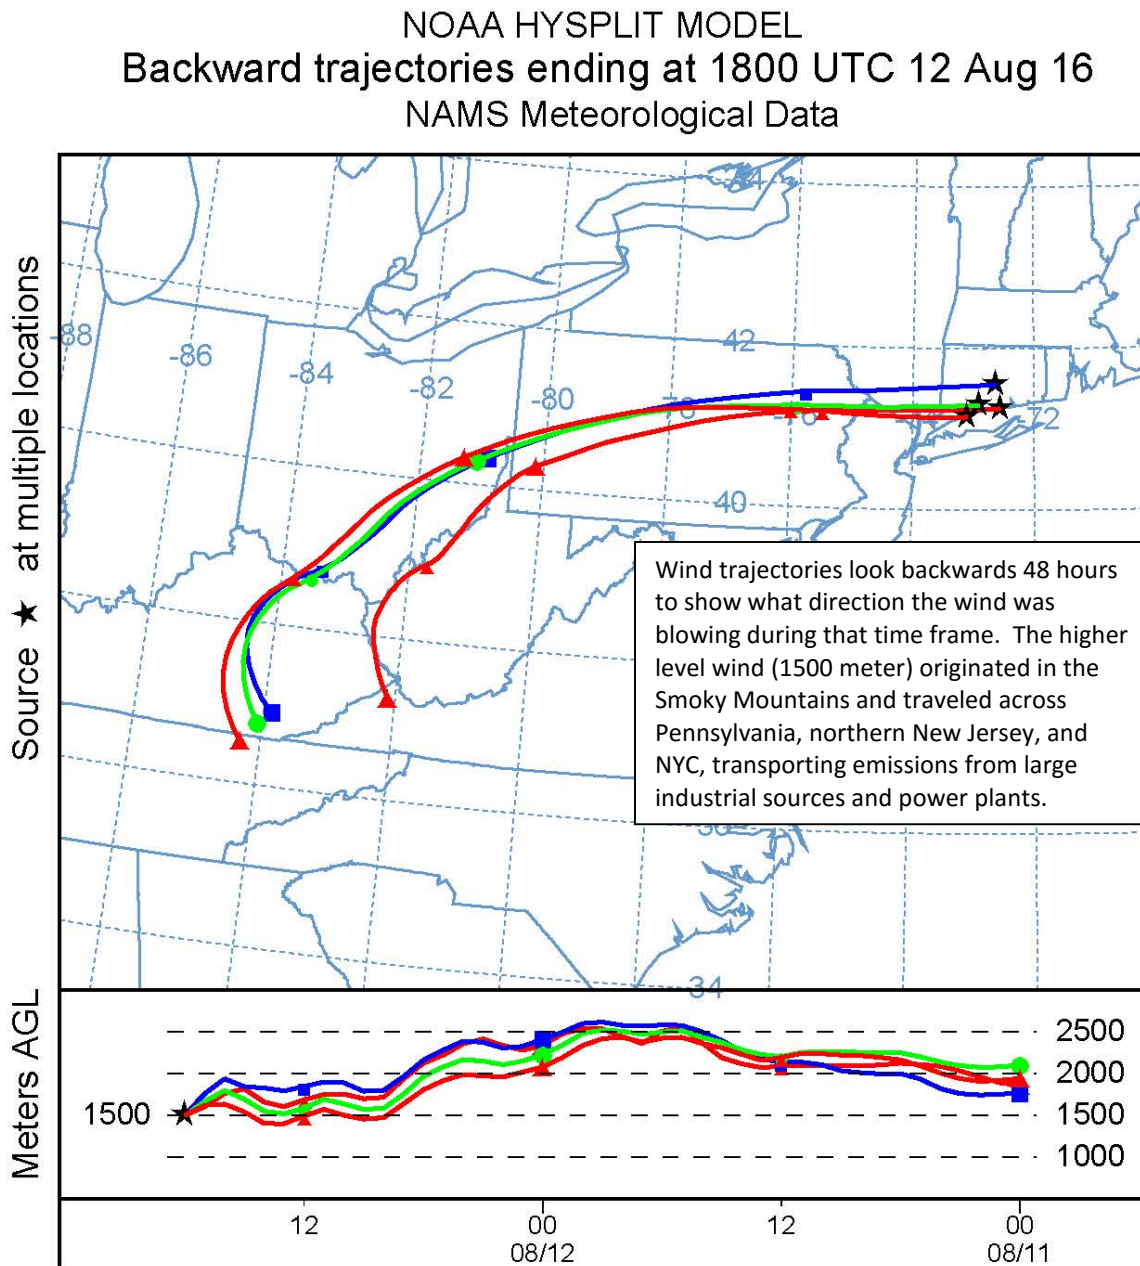 NOAA HYSPLIT MODEL
Backward trajectories ending at 1800 UTC 12 Aug 16
NAMS Meteorological Data
Source ★ at multiple locations
-88
-86
-84
-82
-80
42
-72
40
34
Wind trajectories look backwards 48 hours
to show what direction the wind was
blowing during that time frame. The higher
level wind (1500 meter) originated in the
Smoky Mountains and traveled across
Pennsylvania, northern New Jersey, and
NYC, transporting emissions from large
industrial sources and power plants.
Meters AGL
1500
2500
2000
1500
1000
12
00
12
00
08/12
08/11